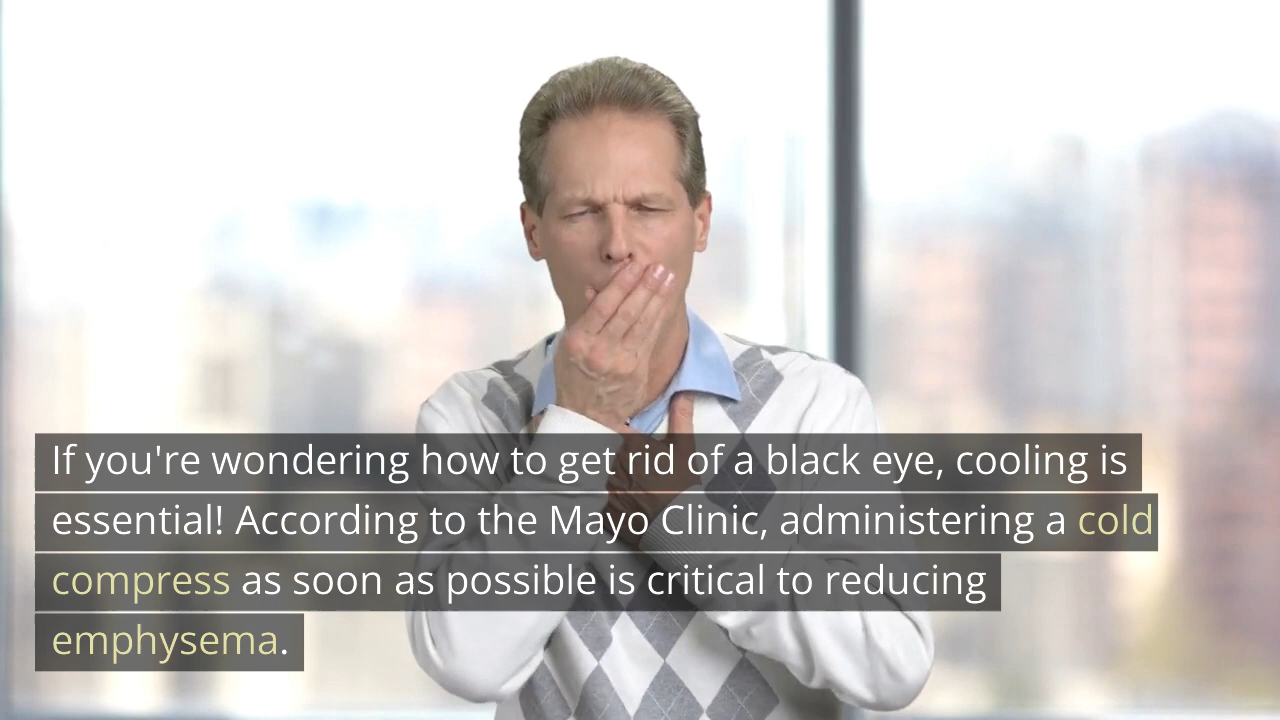 If you're wondering how to get rid of a black eye, cooling is
essential! According to the Mayo Clinic, administering a cold
compress as soon as possible is critical to reducing
emphysema.